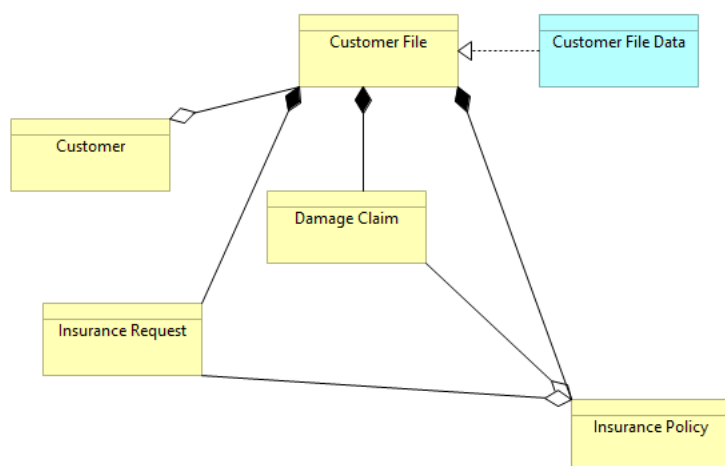 Customer File
Customer File Data
Customer
Damage Claim
Insurance Request
Insurance Policy